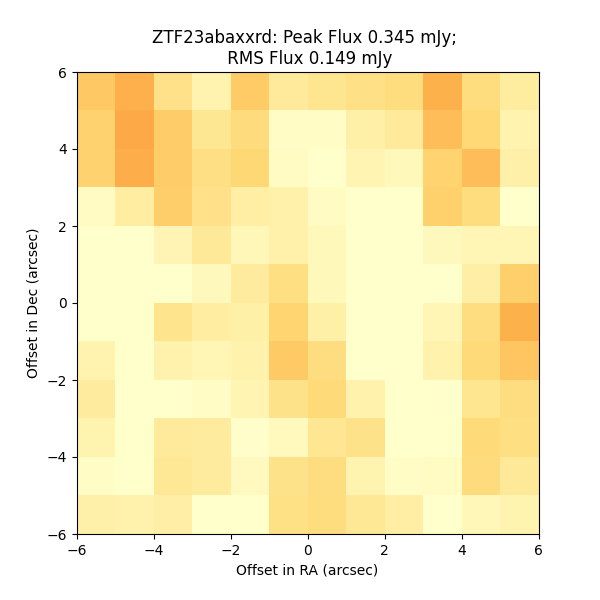 ZTF23abaxxrd: Peak Flux 0.345 mJy;
RMS Flux 0.149 mJy
6
4
2
0
−2
−4
−6
Offset in Dec (arcsec)
−6 −4 −2 0 2 4 6
Offset in RA (arcsec)